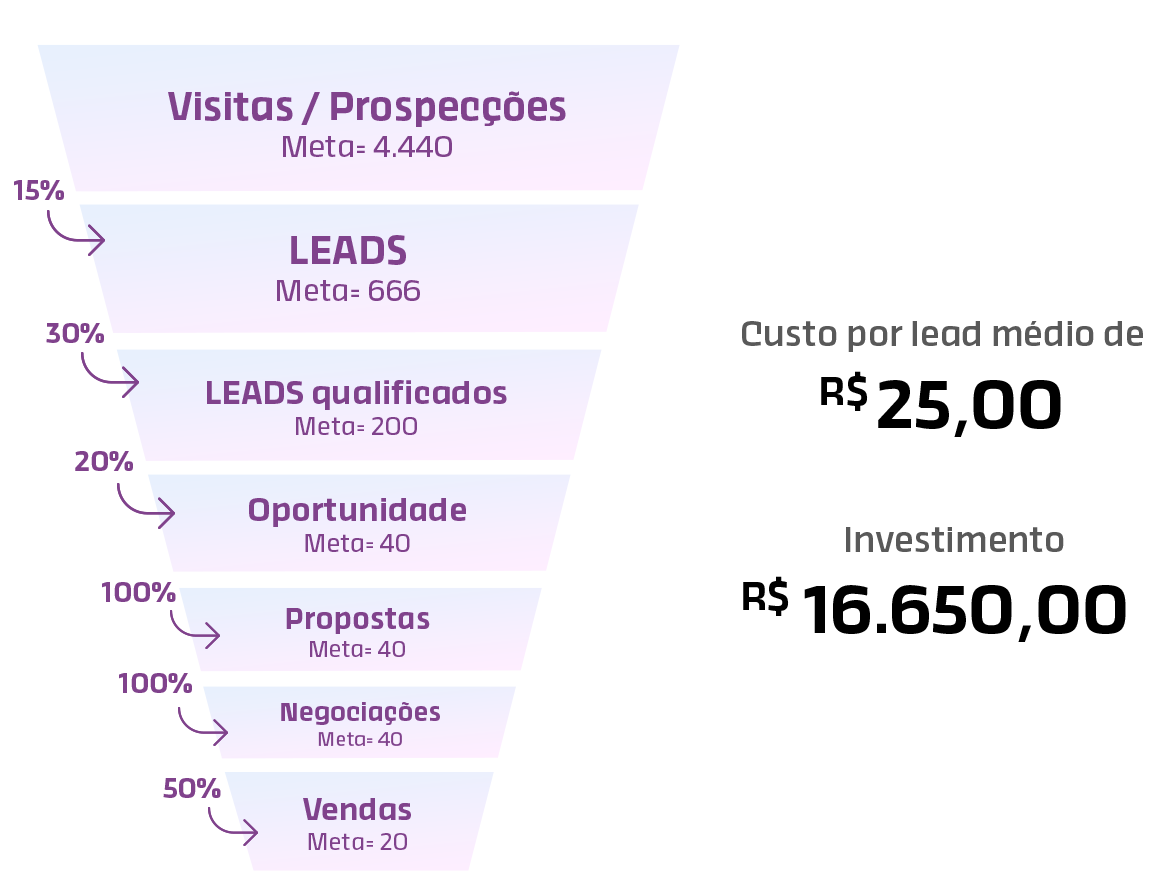 Visitas / Prospecções
Meta= 4.440
15%
LEADS
Meta= 666
30%
LEADS qualificados
Meta= 200
20%
Oportunidade
Meta= 40
100%
Propostas
Meta= 40
100%
Negociações
Meta= 40
50%
Vendas
Meta= 20
Custo por lead médio de
R$ 25,00
Investimento
R$ 16.650,00